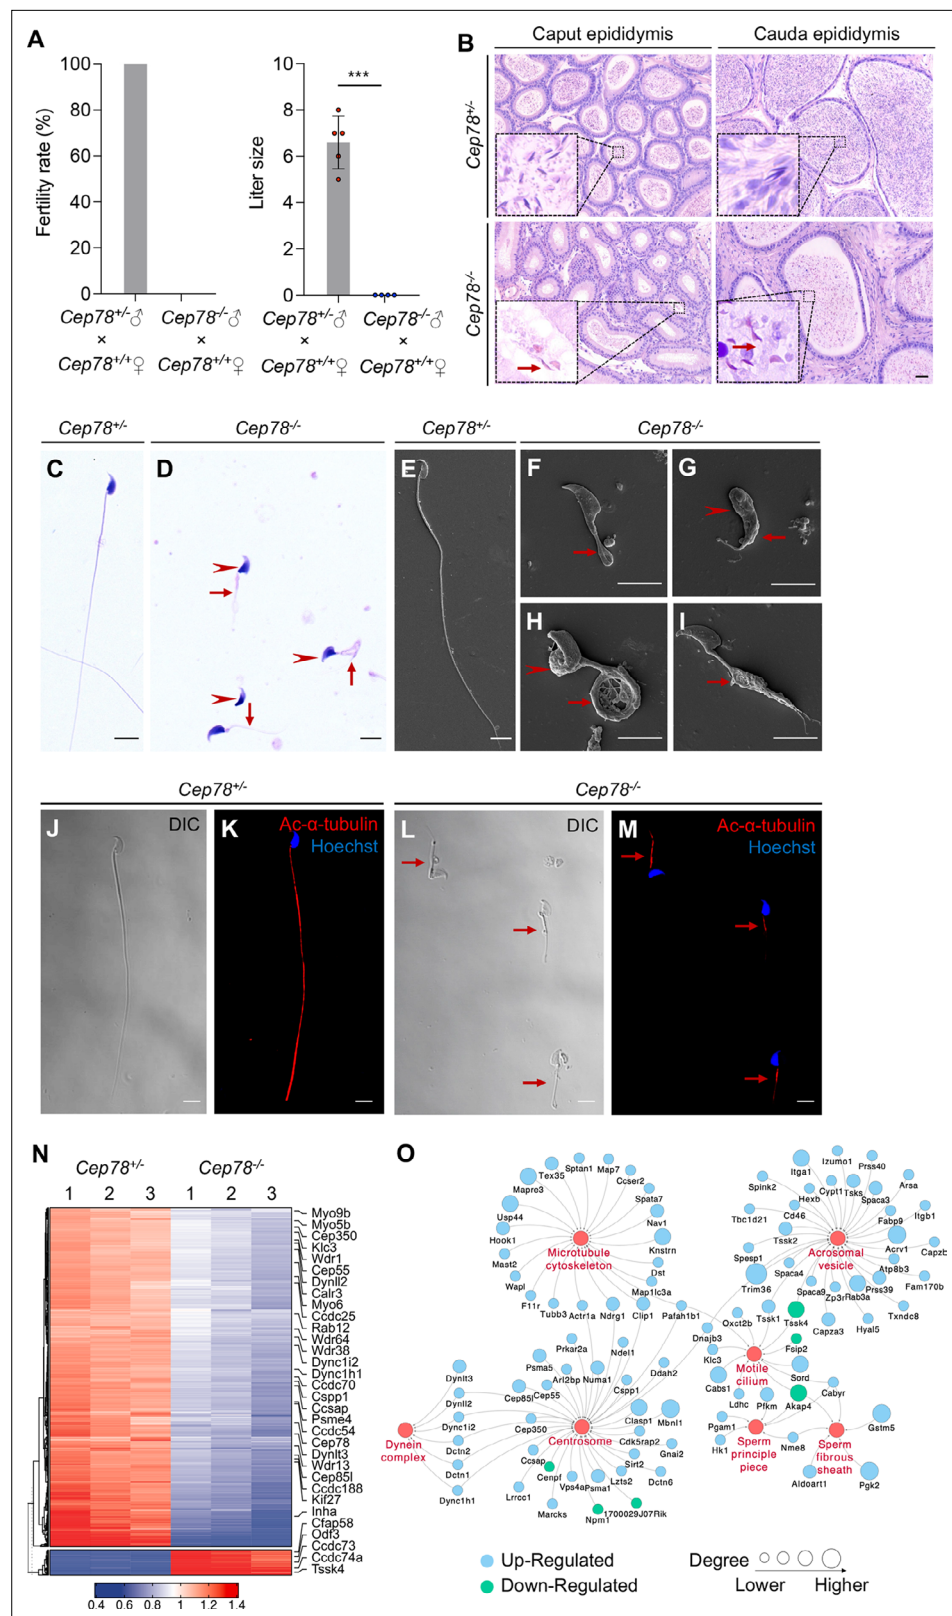 A
Fertility rate (%)
100
80
60
40
20
0
Cep78+/-♂
×
Cep78+/+♀
Cep78-/-♂
×
Cep78+/+♀
Liter size
10
8
6
4
2
0
***
Cep78+/-♂
×
Cep78+/+♀
Cep78-/-♂
×
Cep78+/+♀
B
Caput epididymis
Cauda epididymis
Cep78+/-
Cep78-/-
Cep78+/-
Cep78-/-
Cep78+/-
Cep78-/-
C
D
E
F
G
H
I
Cep78+/-
Cep78-/-
J
DIC
K
Ac-α-tubulin
Hoechst
L
DIC
M
Ac-α-tubulin
Hoechst
N
Cep78+/-
Cep78-/-
1 2 3 1 2 3
Myo9b
Myo5b
Cep350
Klc3
Wdr1
Cep55
Dynll2
Calr3
Myo6
Ccdc25
Rab12
Wdr64
Wdr38
Dync1i2
Dync1h1
Ccdc70
Cspp1
Ccsap
Psme4
Ccdc54
Cep78
Dynlt3
Wdr13
Cep85l
Ccdc188
Kif27
Inha
Cfap58
Odf3
Ccdc73
Ccdc74a
Tssk4
0.4 0.6 1 1.2 1.4
O
Sptan1
Map7
Tex35
Ccser2
Mapro3
Spata7
Usp44
Nav1
Hook1
Knstrn
Microtubule
cytoskeleton
Mast2
Dst
Wapl
Map1lc3a
F11r
Tubb3
Actr1a
Ndrg1
Clip1
Pafah1b1
Izumo1
Prss40
Itga1
Arsa
Spink2
Hexb
Cypt1
Tsks
Spaca3
Itgb1
Tbc1d21
Cd46
Fabp9
Tssk2
Acrv1
Capzb
Acrosomal
vesicle
Spesp1
Atp8b3
Trim36
Spaca4
Spaca9
Zp3r
Rab3a
Prss39
Fam170b
Txndc8
Hyal5
Capza3
Oxct2b
Tssk1
Tssk4
Dnajb3
Fsip2
Klc3
Motile
cilium
Sord
Cabs1
Ldhc
Pfkm
Akap4
Cabyr
Pgam1
Gstm5
Hk1
Sperm
principle
piece
Nme8
Sperm
fibrous
sheath
Aldoart1
Pgk2
Prkar2a
Ndel1
Psma5
Arl2bp
Numa1
Ddah2
Dynlt3
Cspp1
Dynll2
Cep85l
Cep55
Clasp1
Mbnl1
Dync1i2
Cep350
Centrosome
Cdk5rap2
Dynein
complex
Gnai2
Dctn2
Ccsap
Sirt2
Dctn1
Cenpf
Lzts2
Dctn6
Vps4a
Psma1
Dync1h1
Lrrc1
Marcks
Npm1
1700029J07Rik
Up-Regulated
Down-Regulated
Degree
Lower
Higher